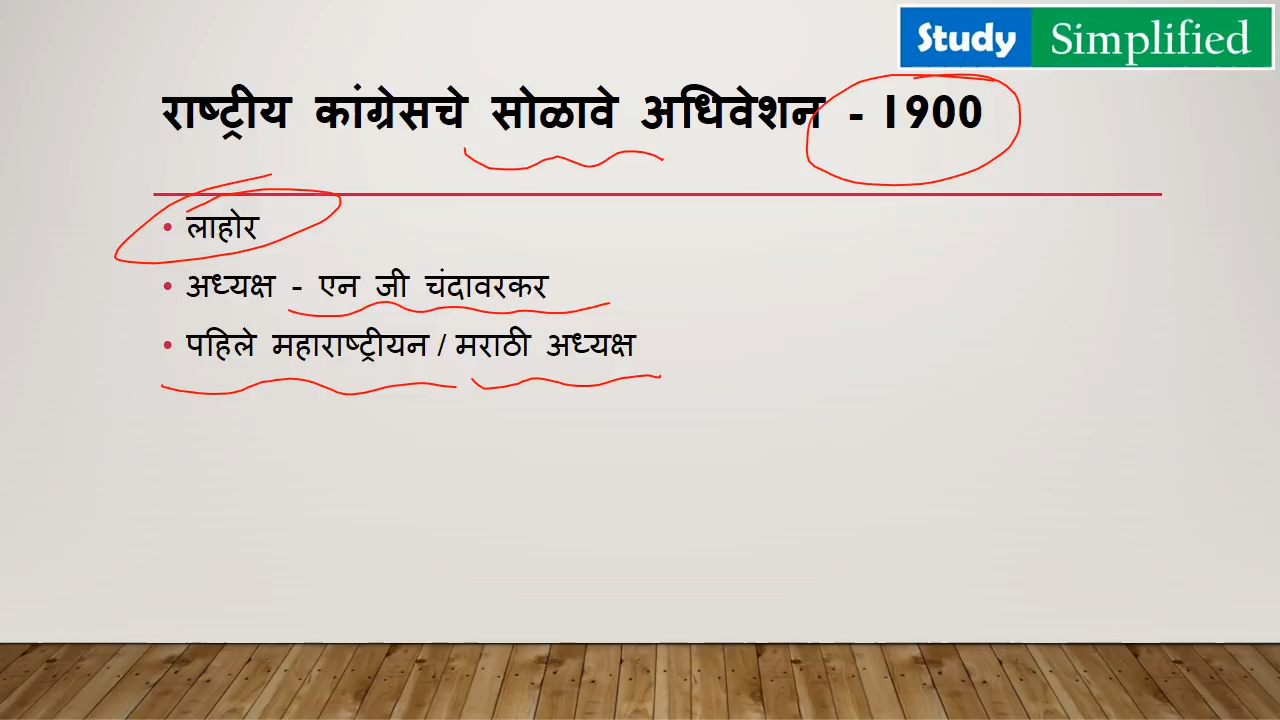 Study Simplified
राष्ट्रीय कांग्रेसचे सोळावे अधिवेशन - 1900
• लाहोर
• अध्यक्ष - एन जी चंदावरकर
• पहिले महाराष्ट्रीयन / मराठी अध्यक्ष